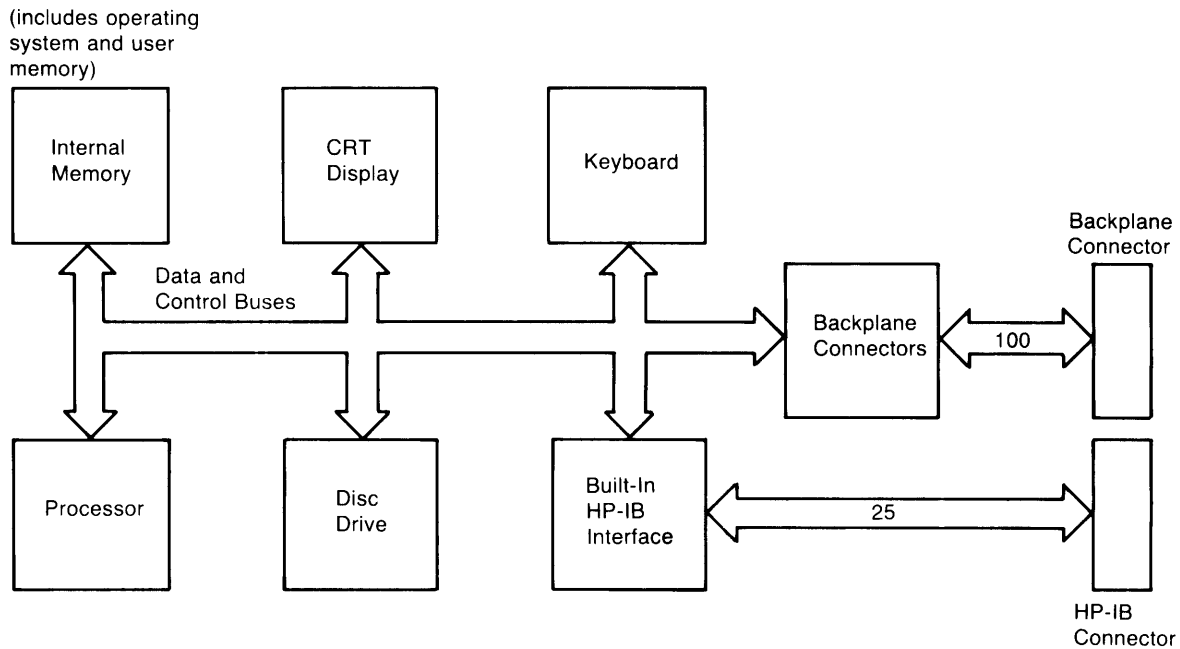 (includes operating
system and user
memory)
Internal
Memory
CRT
Display
Keyboard
Backplane
Connector
Data and
Control Buses
Backplane
Connectors
100
Processor
Disc
Drive
Built-In
HP-IB
Interface
25
HP-IB
Connector